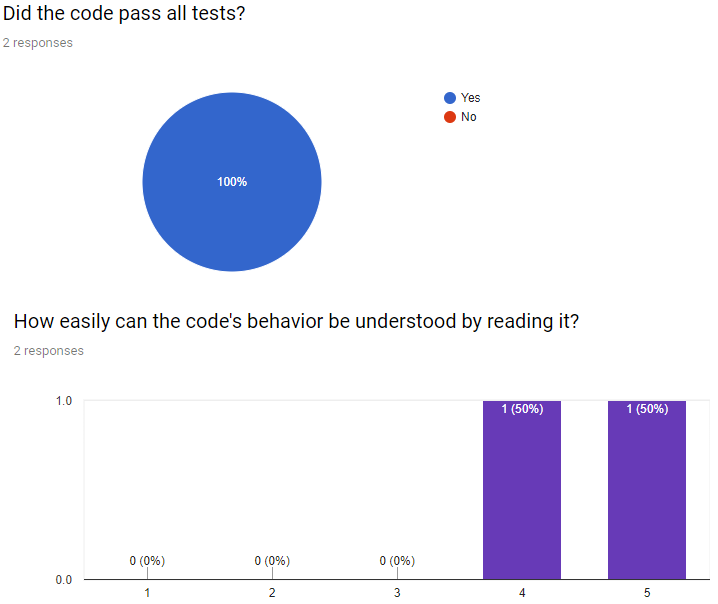 Did the code pass all tests?
2 responses
Yes
No
100%
How easily can the code's behavior be understood by reading it?
2 responses
1.0
1 (50%) 1 (50%)
0 (0%) 0 (0%) 0 (0%)
0.0
1 2 3 4 5